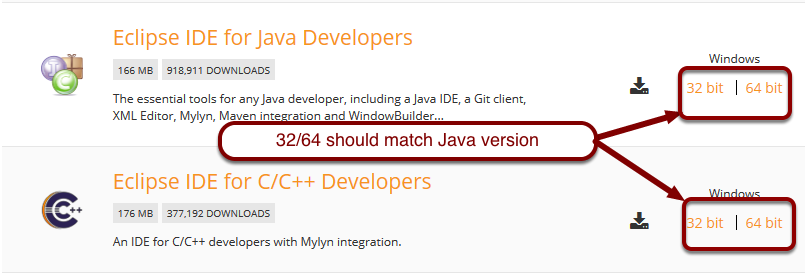 Eclipse IDE for Java Developers
166 MB 918,911 DOWNLOADS
The essential tools for any Java developer, including a Java IDE, a Git client,
XML Editor, Mylyn, Maven integration and WindowBuilder...
Windows
32 bit | 64 bit
32/64 should match Java version
Eclipse IDE for C/C++ Developers
176 MB 377,192 DOWNLOADS
An IDE for C/C++ developers with Mylyn integration.
Windows
32 bit | 64 bit
J
C
C++